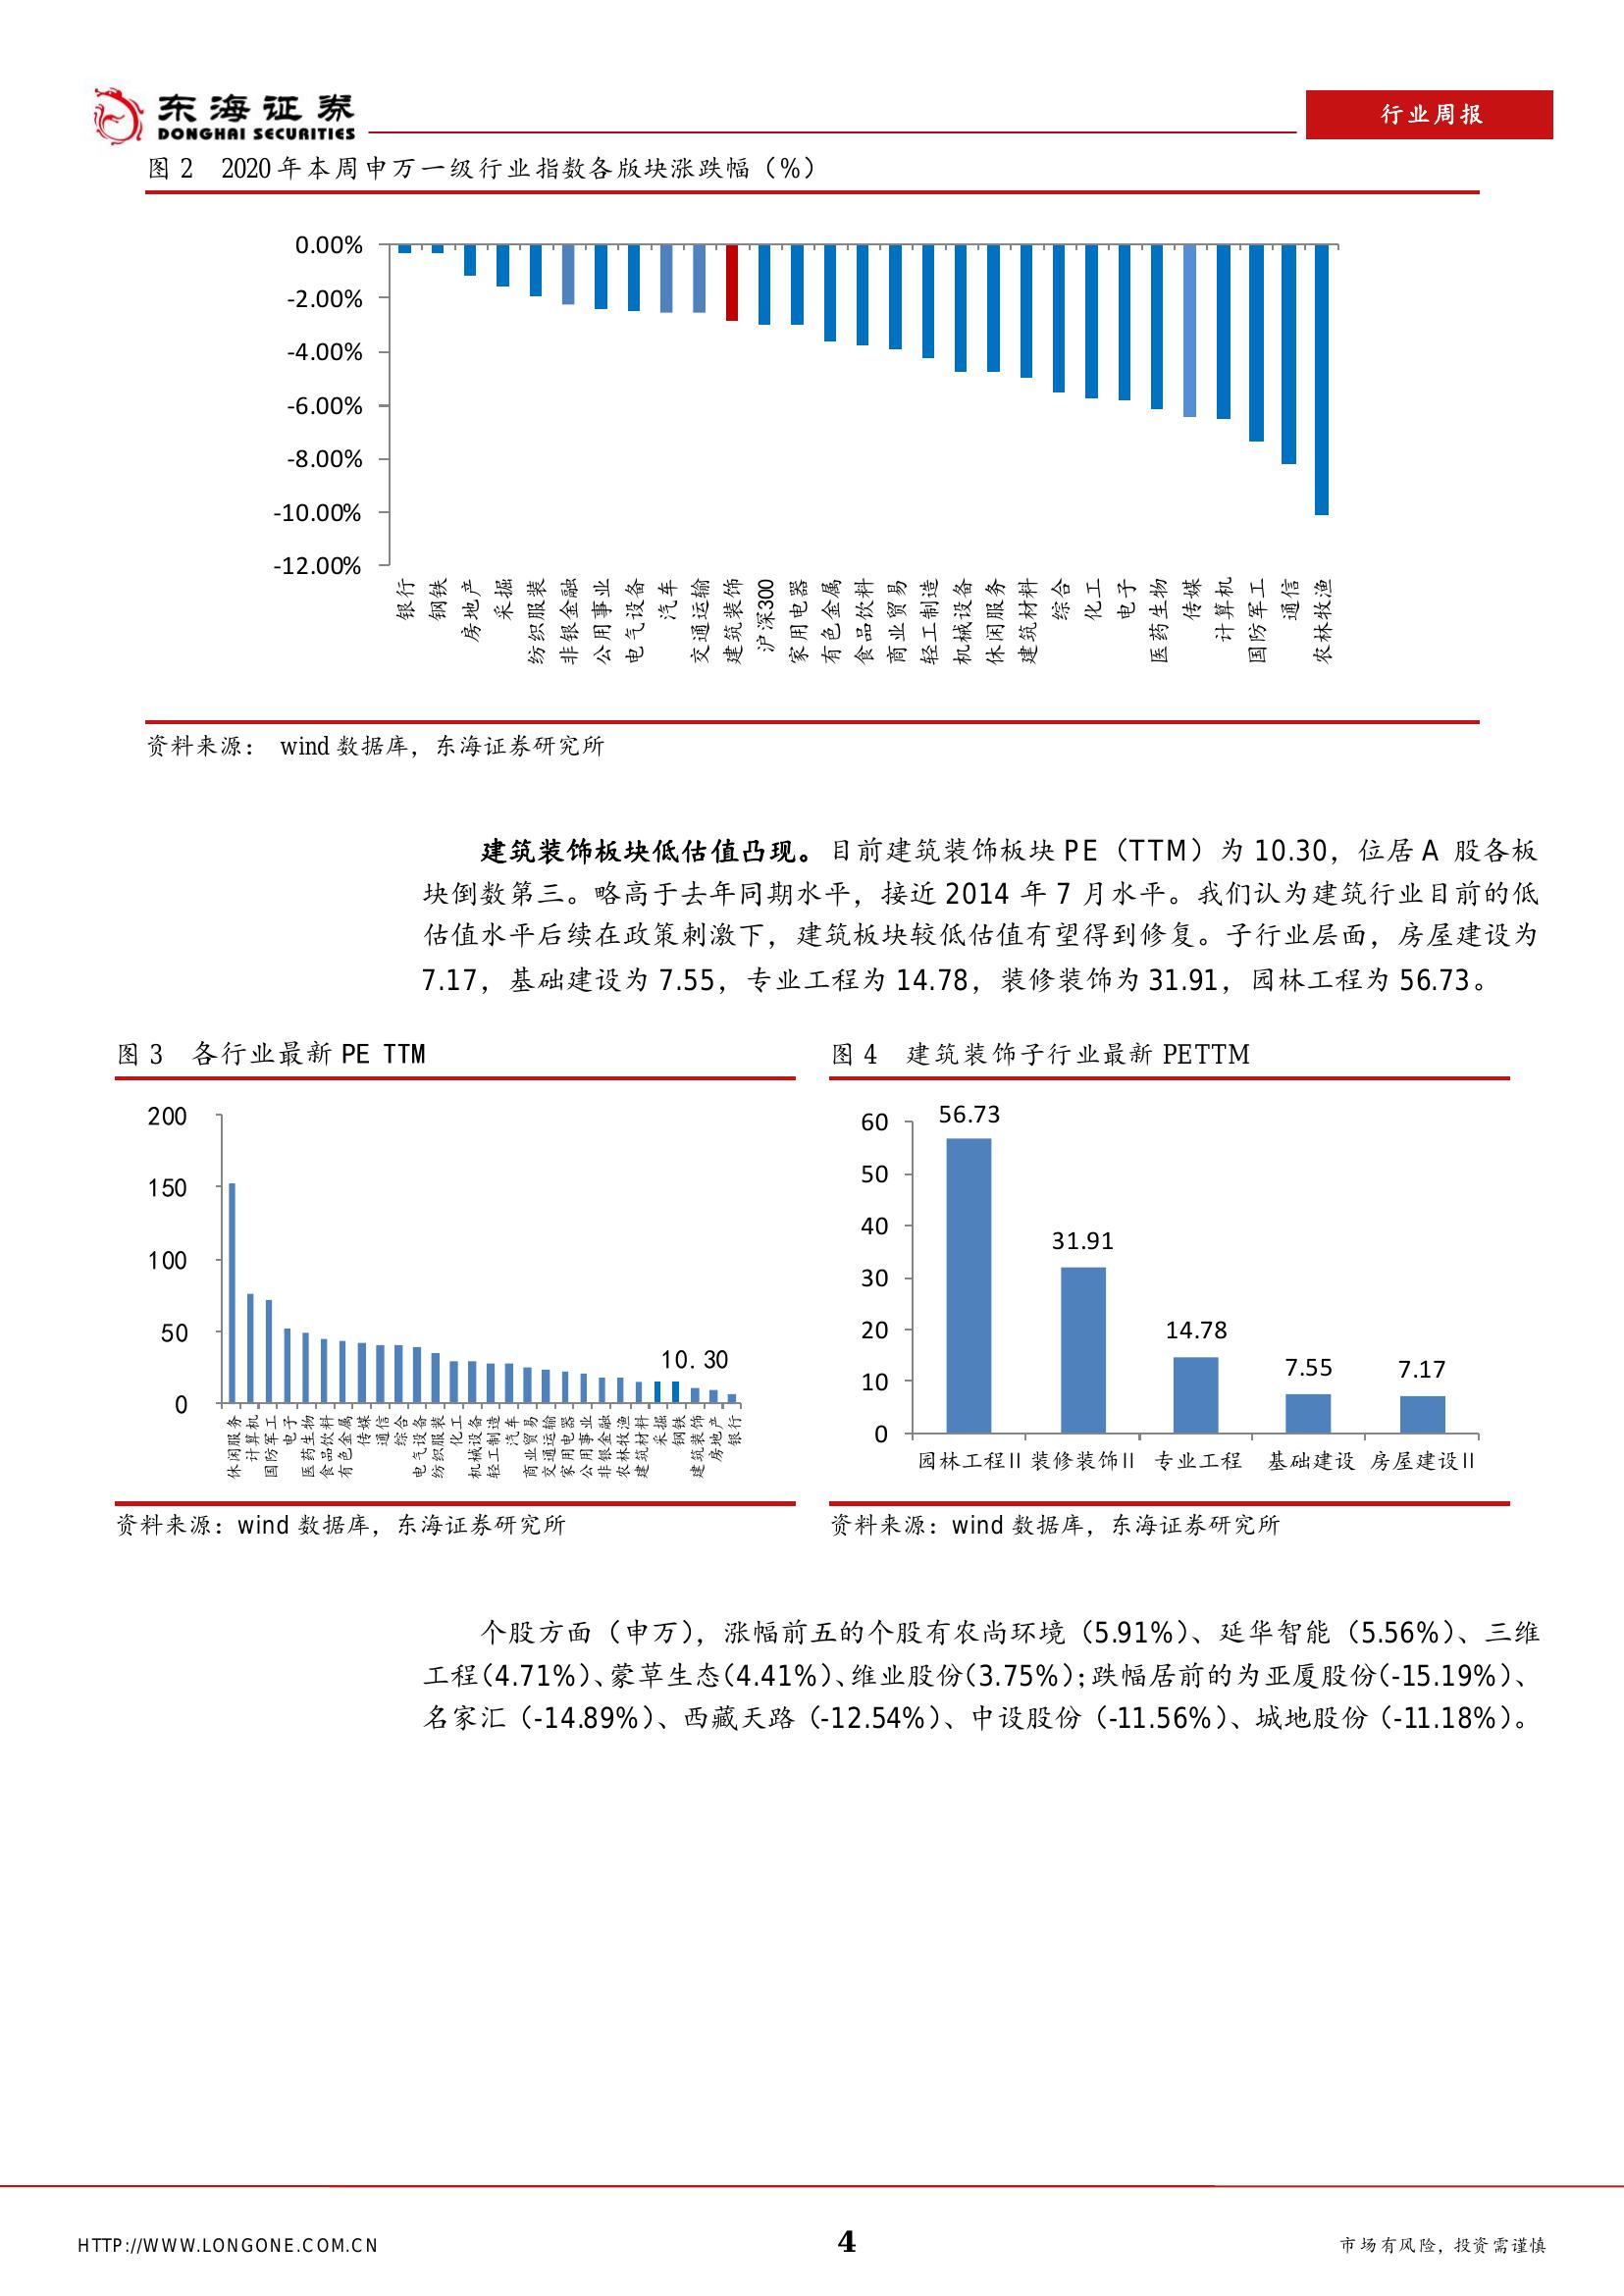 东海证券
DONGHAI SECURITIES
行业周报
图 2 2020年本周申万一级行业指数各版块涨跌幅（%）
0.00%
-2.00%
-4.00%
-6.00%
-8.00%
-10.00%
-12.00%
银行
钢铁
房地产
采掘
纺织服装
非银金融
公用事业
电气设备
汽车
交通运输
建筑装饰
沪深300
家用电器
有色金属
食品饮料
商业贸易
轻工制造
机械设备
休闲服务
建筑材料
综合
化工
电子
医药生物
传媒
计算机
国防军工
通信
农林牧渔
资料来源： wind 数据库，东海证券研究所
建筑装饰板块低估值凸现。目前建筑装饰板块 PE（TTM）为 10.30，位居 A 股各板
块倒数第三。略高于去年同期水平，接近 2014 年 7 月水平。我们认为建筑行业目前的低
估值水平后续在政策刺激下，建筑板块较低估值有望得到修复。子行业层面，房屋建设为
7.17，基础建设为 7.55，专业工程为 14.78，装修装饰为 31.91，园林工程为 56.73。
图 3 各行业最新 PE TTM
200
150
100
50
0
10.30
休闲服务
计算机
国防军工
电子
医药生物
食品饮料
有色金属
传媒
通信
综合
电气设备
纺织服装
化工
机械设备
轻工制造
汽车
商业贸易
交通运输
家用电器
公用事业
非银金融
农林牧渔
建筑材料
采掘
钢铁
建筑装饰
房地产
银行
资料来源：wind 数据库，东海证券研究所
图 4 建筑装饰子行业最新 PETTM
60
50
40
30
20
10
0
56.73
31.91
14.78
7.55
7.17
园林工程II 装修装饰II 专业工程 基础建设 房屋建设II
资料来源：wind 数据库，东海证券研究所
个股方面（申万），涨幅前五的个股有农尚环境（5.91%）、延华智能（5.56%）、三维
工程(4.71%)、蒙草生态(4.41%)、维业股份(3.75%)；跌幅居前的为亚厦股份(-15.19%)、
名家汇（-14.89%）、西藏天路（-12.54%）、中设股份（-11.56%）、城地股份（-11.18%）。
HTTP://WWW.LONGONE.COM.CN
4
市场有风险，投资需谨慎